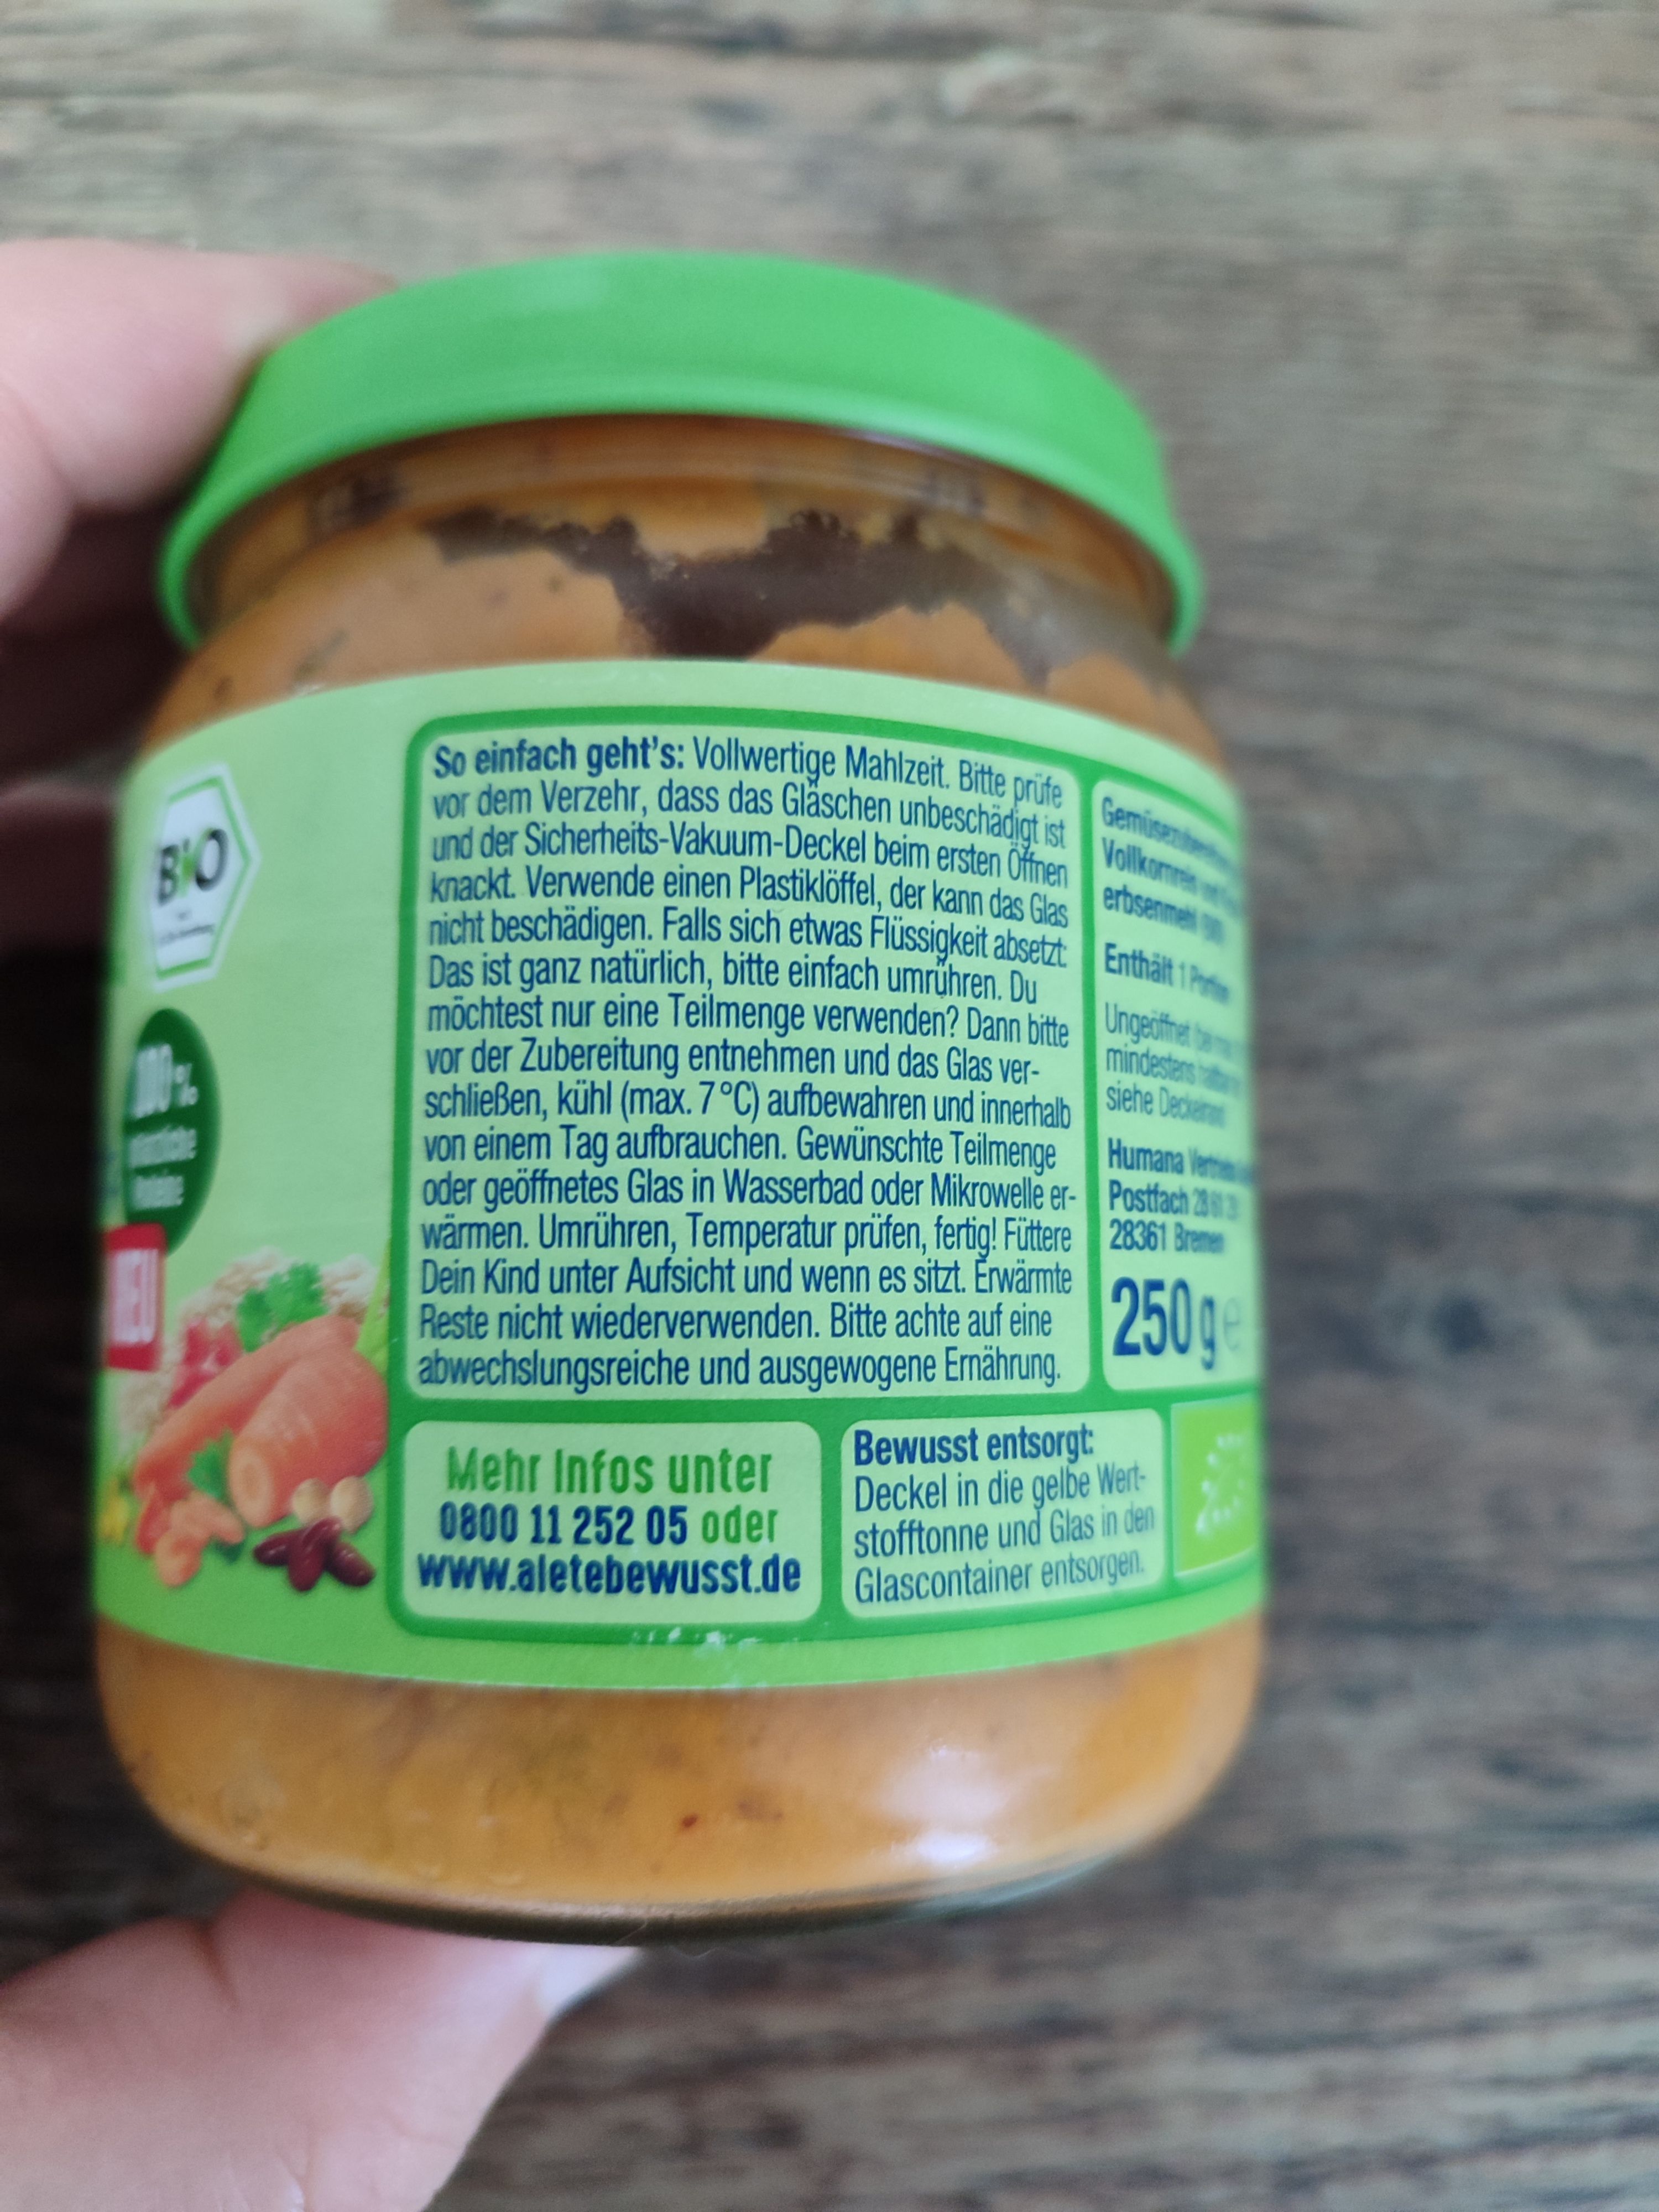 BIO
100 %
NEU
So einfach geht's: Vollwertige Mahlzeit. Bitte prüfe
vor dem Verzehr, dass das Gläschen unbeschädigt ist
und der Sicherheits-Vakuum-Deckel beim ersten Öffnen
knackt. Verwende einen Plastiklöffel, der kann das Glas
nicht beschädigen. Falls sich etwas Flüssigkeit absetzt:
Das ist ganz natürlich, bitte einfach umrühren. Du
möchtest nur eine Teilmenge verwenden? Dann bitte
vor der Zubereitung entnehmen und das Glas ver-
schließen, kühl (max. 7 °C) aufbewahren und innerhalb
von einem Tag aufbrauchen. Gewünschte Teilmenge
oder geöffnetes Glas in Wasserbad oder Mikrowelle er-
wärmen. Umrühren, Temperatur prüfen, fertig! Füttere
Dein Kind unter Aufsicht und wenn es sitzt. Erwärmte
Reste nicht wiederverwenden. Bitte achte auf eine
abwechslungsreiche und ausgewogene Ernährung.
Mehr Infos unter
0800 11 252 05 oder
www.aletebewusst.de
Bewusst entsorgt:
Deckel in die gelbe Wert-
stofftonne und Glas in den
Glascontainer entsorgen.
Enthält 1 Portion
Ungeöffnet
mindestens
siehe Deckelrand
Humana
Postfach
28361 Bremen
250 g e